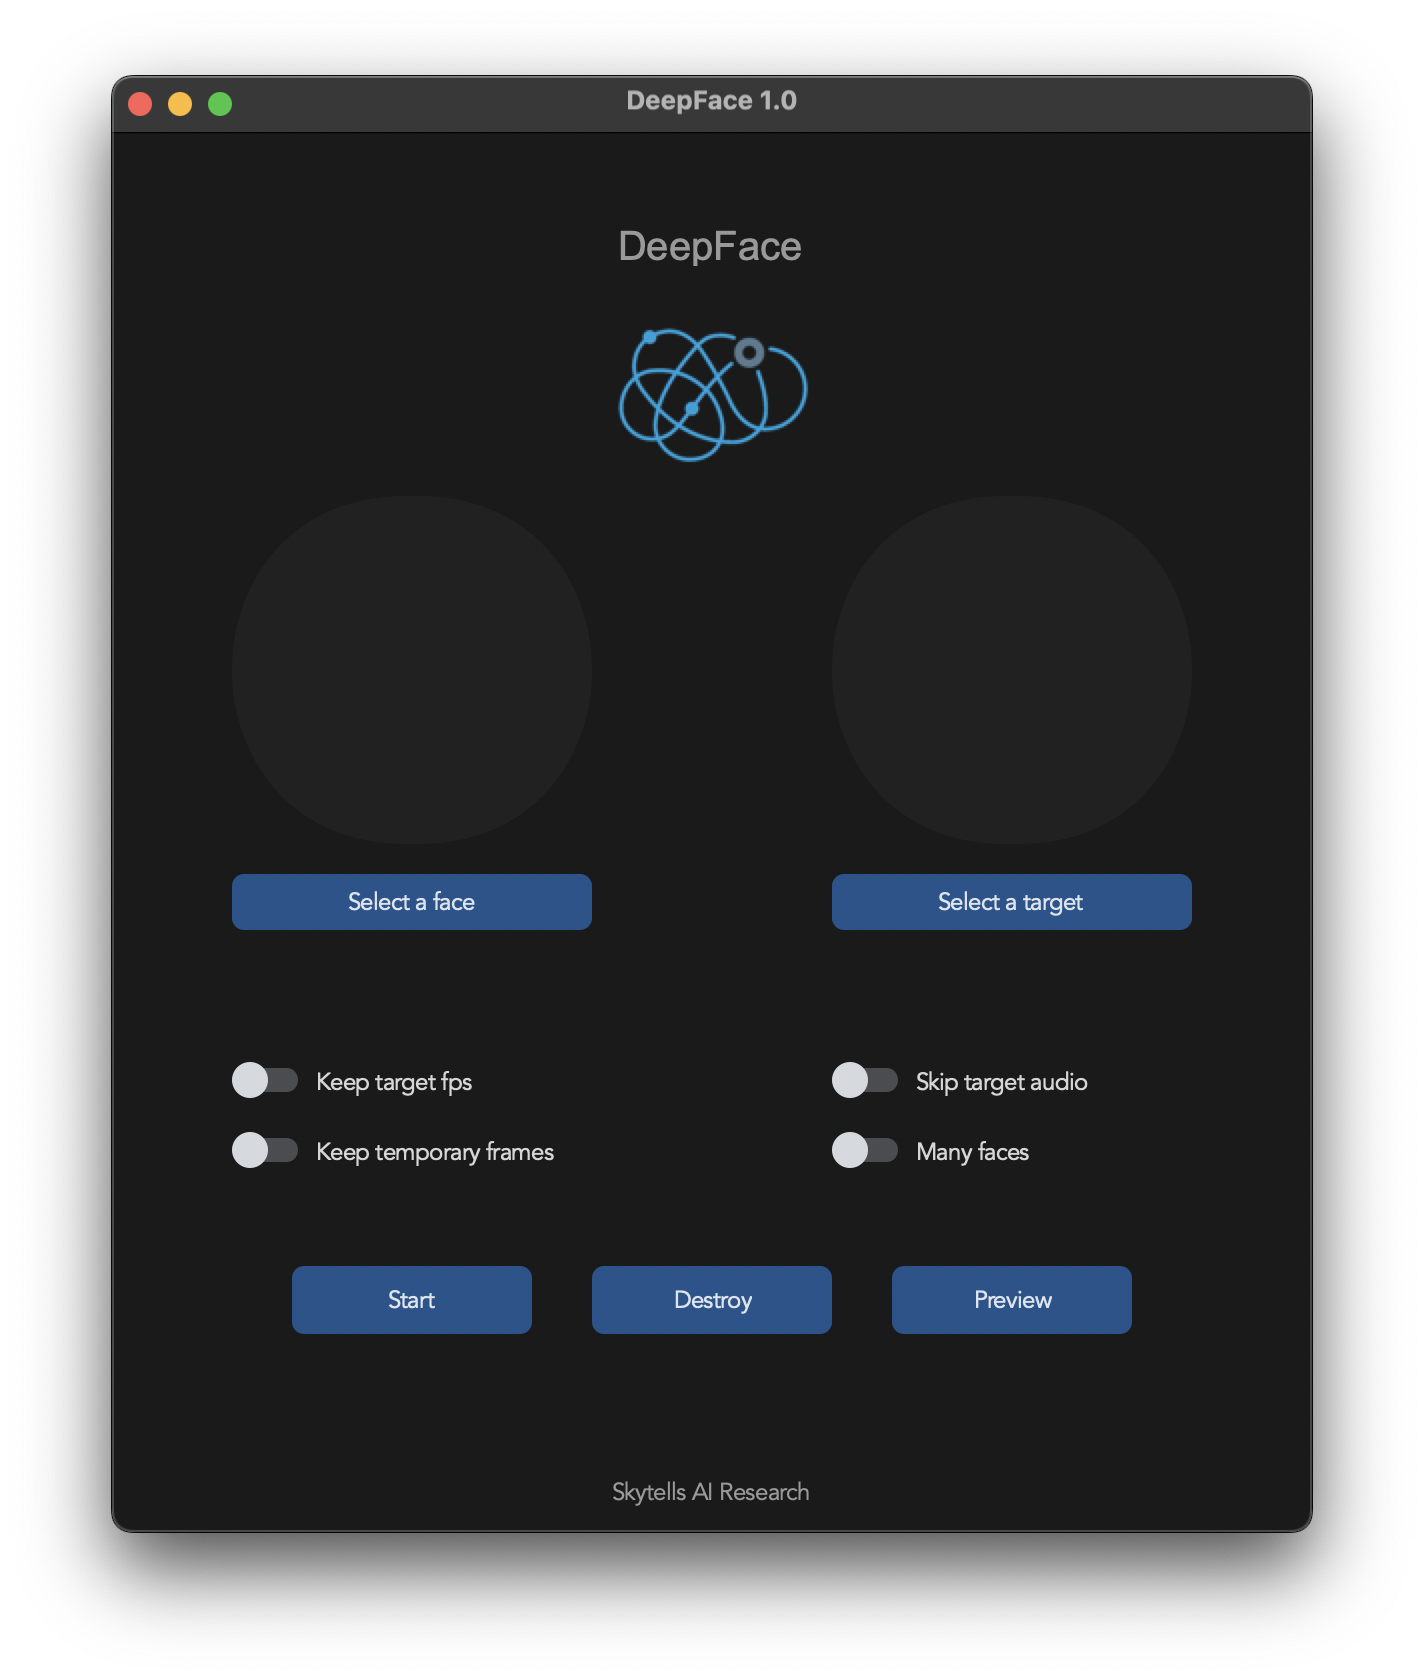 DeepFace 1.0
DeepFace
Select a face
Select a target
Keep target fps
Skip target audio
Keep temporary frames
Many faces
Start
Destroy
Preview
Skytells AI Research